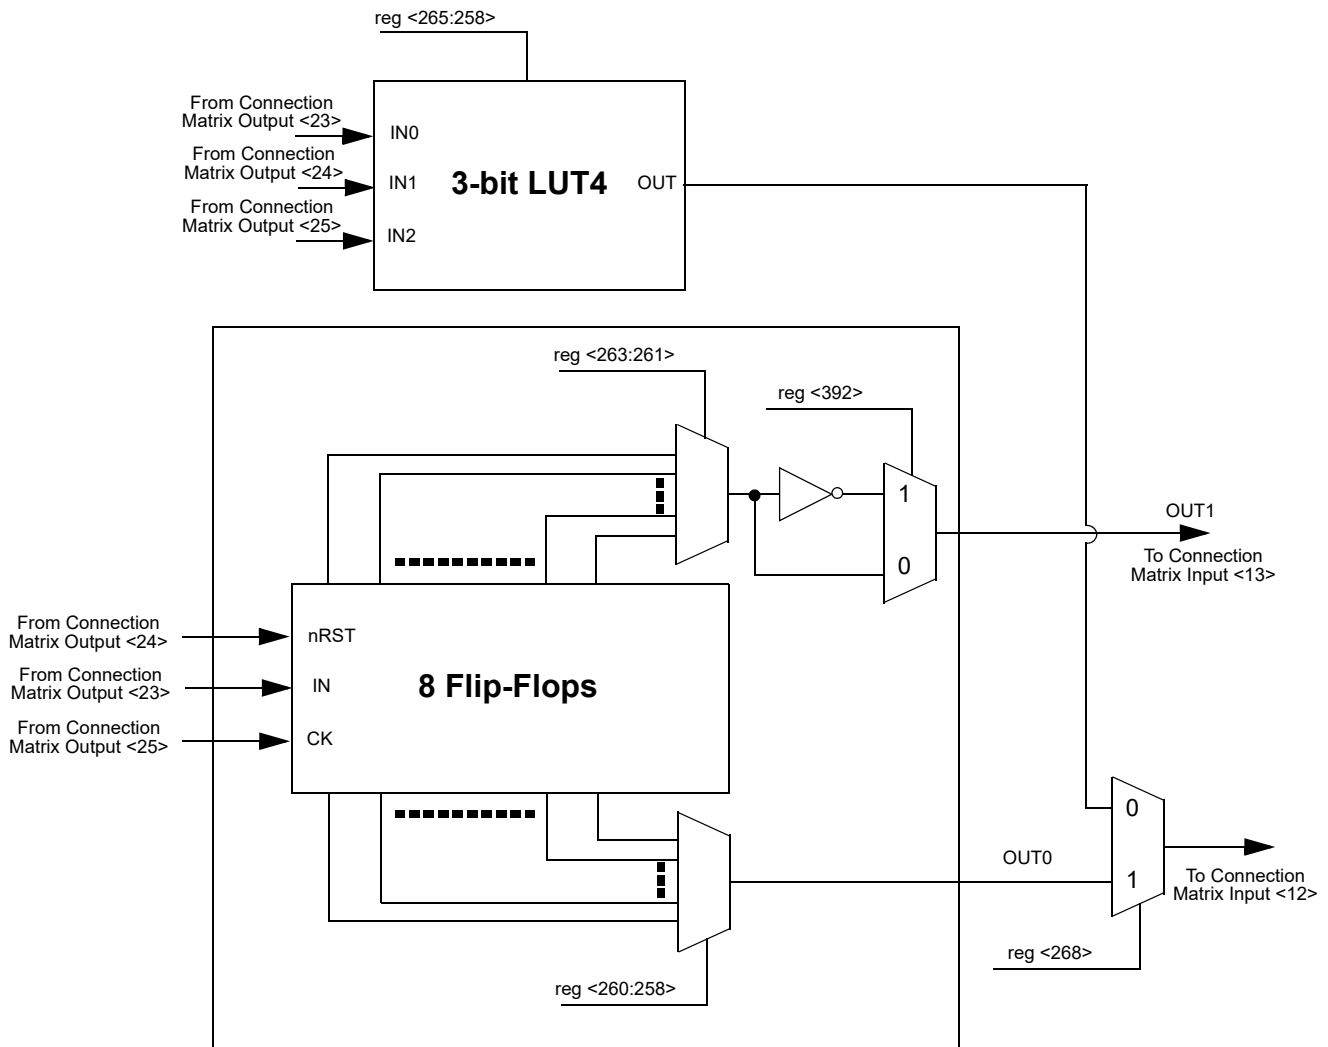 reg <265:258>
From Connection
Matrix Output <23>
IN0
From Connection
Matrix Output <24>
IN1
3-bit LUT4
OUT
From Connection
Matrix Output <25>
IN2
reg <263:261>
reg <392>
1
0
OUT1
To Connection
Matrix Input <13>
From Connection
Matrix Output <24>
nRST
From Connection
Matrix Output <23>
IN
8 Flip-Flops
From Connection
Matrix Output <25>
CK
0
OUT0
1
To Connection
Matrix Input <12>
reg <268>
reg <260:258>